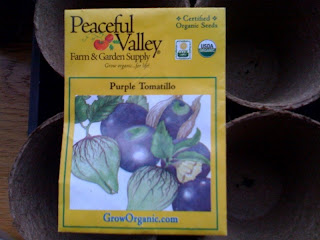 Peaceful
Valley
Farm & Garden Supply
Grow organic...for life!
Certified
Organic Seeds
USDA
ORGANIC
Purple Tomatillo
GrowOrganic.com